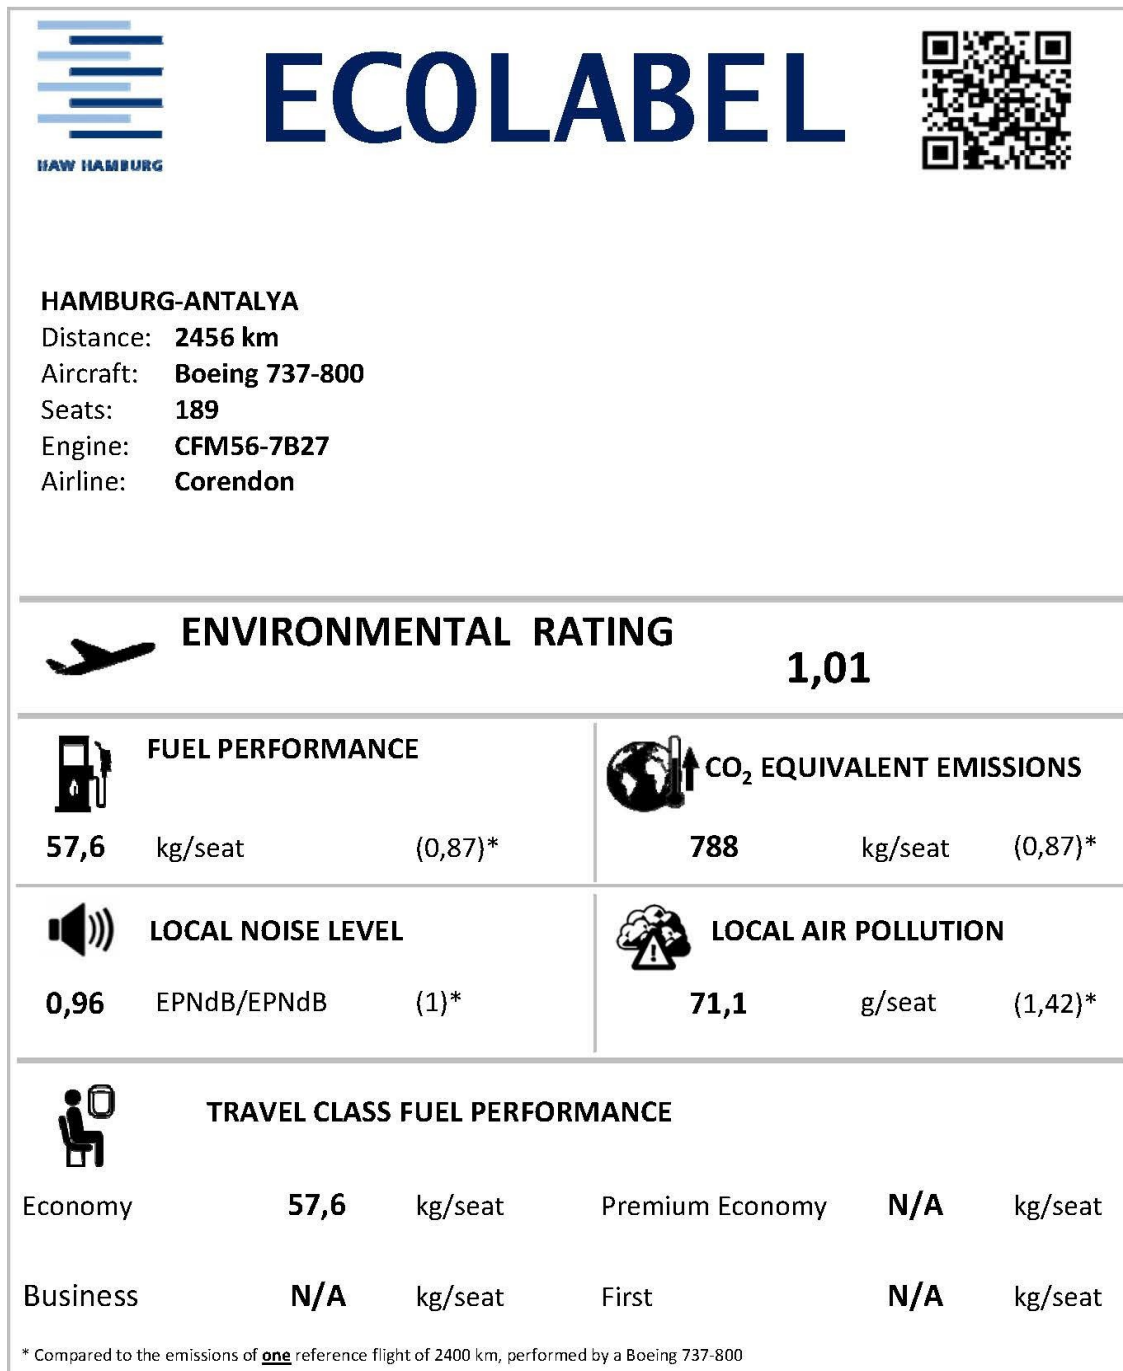 HAW HAMBURG
ECOLABEL
HAMBURG-ANTALYA
Distance: 2456 km
Aircraft: Boeing 737-800
Seats: 189
Engine: CFM56-7B27
Airline: Corendon
ENVIRONMENTAL RATING
1,01
FUEL PERFORMANCE
57,6 kg/seat (0,87)*
CO₂ EQUIVALENT EMISSIONS
788 kg/seat (0,87)*
LOCAL NOISE LEVEL
0,96 EPNdB/EPNdB (1)*
LOCAL AIR POLLUTION
71,1 g/seat (1,42)*
TRAVEL CLASS FUEL PERFORMANCE
Economy 57,6 kg/seat Premium Economy N/A kg/seat
Business N/A kg/seat First N/A kg/seat
* Compared to the emissions of one reference flight of 2400 km, performed by a Boeing 737-800